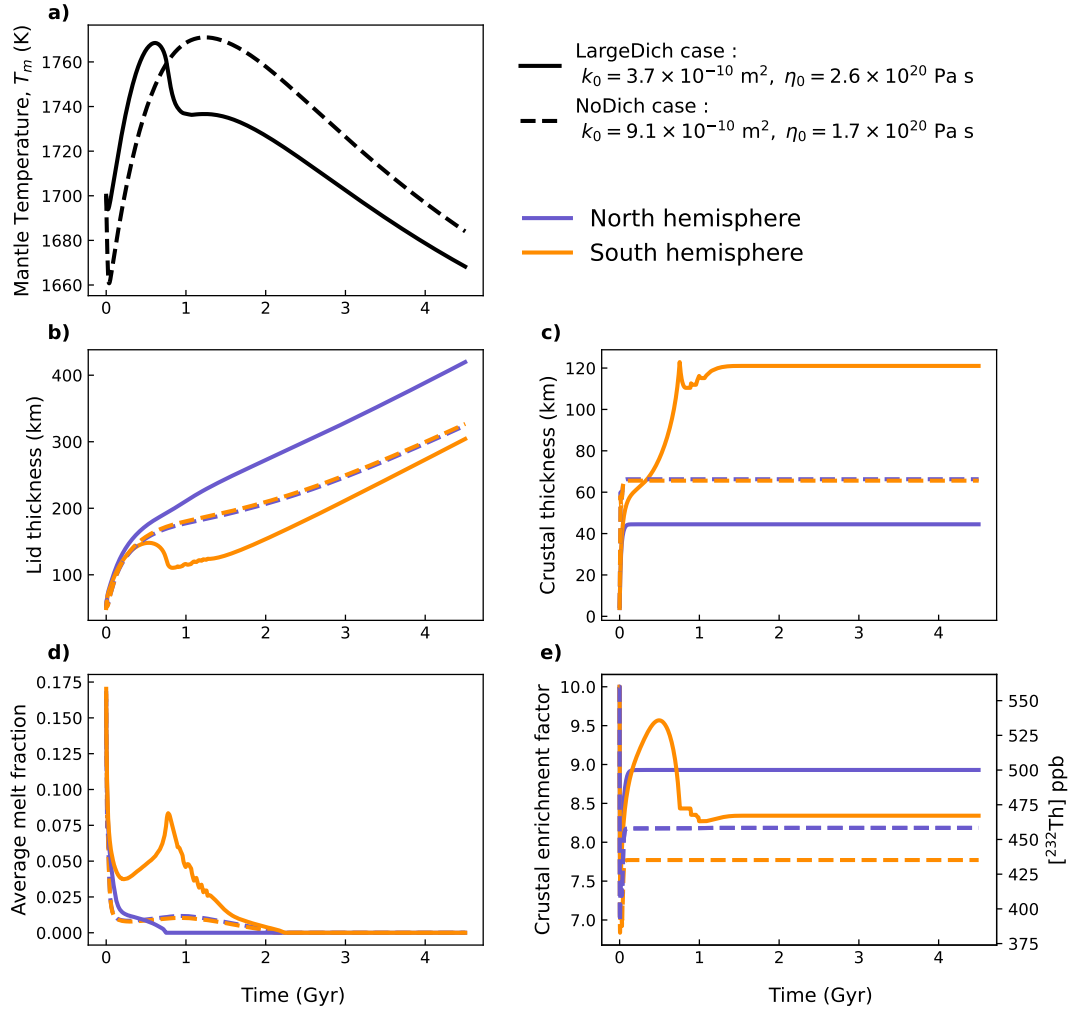 a)
Mantle Temperature, Tₘ (K)
1760
1740
1720
1700
1680
1660
0 1 2 3 4
LargeDich case :
k₀ = 3.7 × 10⁻¹⁰ m², η₀ = 2.6 × 10²⁰ Pa s
NoDich case :
k₀ = 9.1 × 10⁻¹⁰ m², η₀ = 1.7 × 10²⁰ Pa s
North hemisphere
South hemisphere
b)
Lid thickness (km)
400
300
200
100
0 1 2 3 4
c)
Crustal thickness (km)
120
100
80
60
40
20
0
0 1 2 3 4
d)
Average melt fraction
0.175
0.150
0.125
0.100
0.075
0.050
0.025
0.000
0 1 2 3 4
Time (Gyr)
e)
Crustal enrichment factor
10.0
9.5
9.0
8.5
8.0
7.5
7.0
0 1 2 3 4
Time (Gyr)
550
525
500
475
450
425
400
375
[²³²Th] ppb